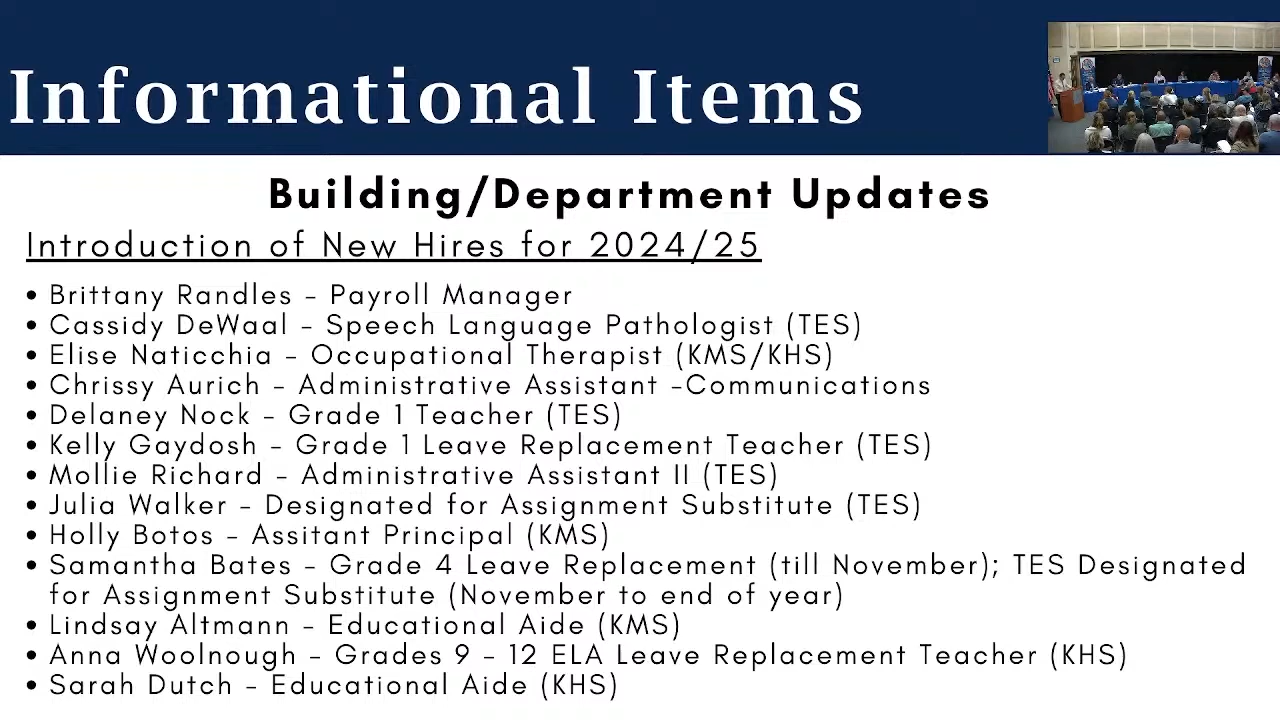 Informational Items
Building/Department Updates
Introduction of New Hires for 2024/25
• Brittany Randles - Payroll Manager
• Cassidy DeWaal - Speech Language Pathologist (TES)
• Elise Naticchia - Occupational Therapist (KMS/KHS)
• Chrissy Aurich - Administrative Assistant -Communications
• Delaney Nock - Grade 1 Teacher (TES)
• Kelly Gaydosh - Grade 1 Leave Replacement Teacher (TES)
• Mollie Richard - Administrative Assistant II (TES)
• Julia Walker - Designated for Assignment Substitute (TES)
• Holly Botos - Assitant Principal (KMS)
• Samantha Bates - Grade 4 Leave Replacement (till November); TES Designated
for Assignment Substitute (November to end of year)
• Lindsay Altmann - Educational Aide (KMS)
• Anna Woolnough - Grades 9 - 12 ELA Leave Replacement Teacher (KHS)
• Sarah Dutch - Educational Aide (KHS)